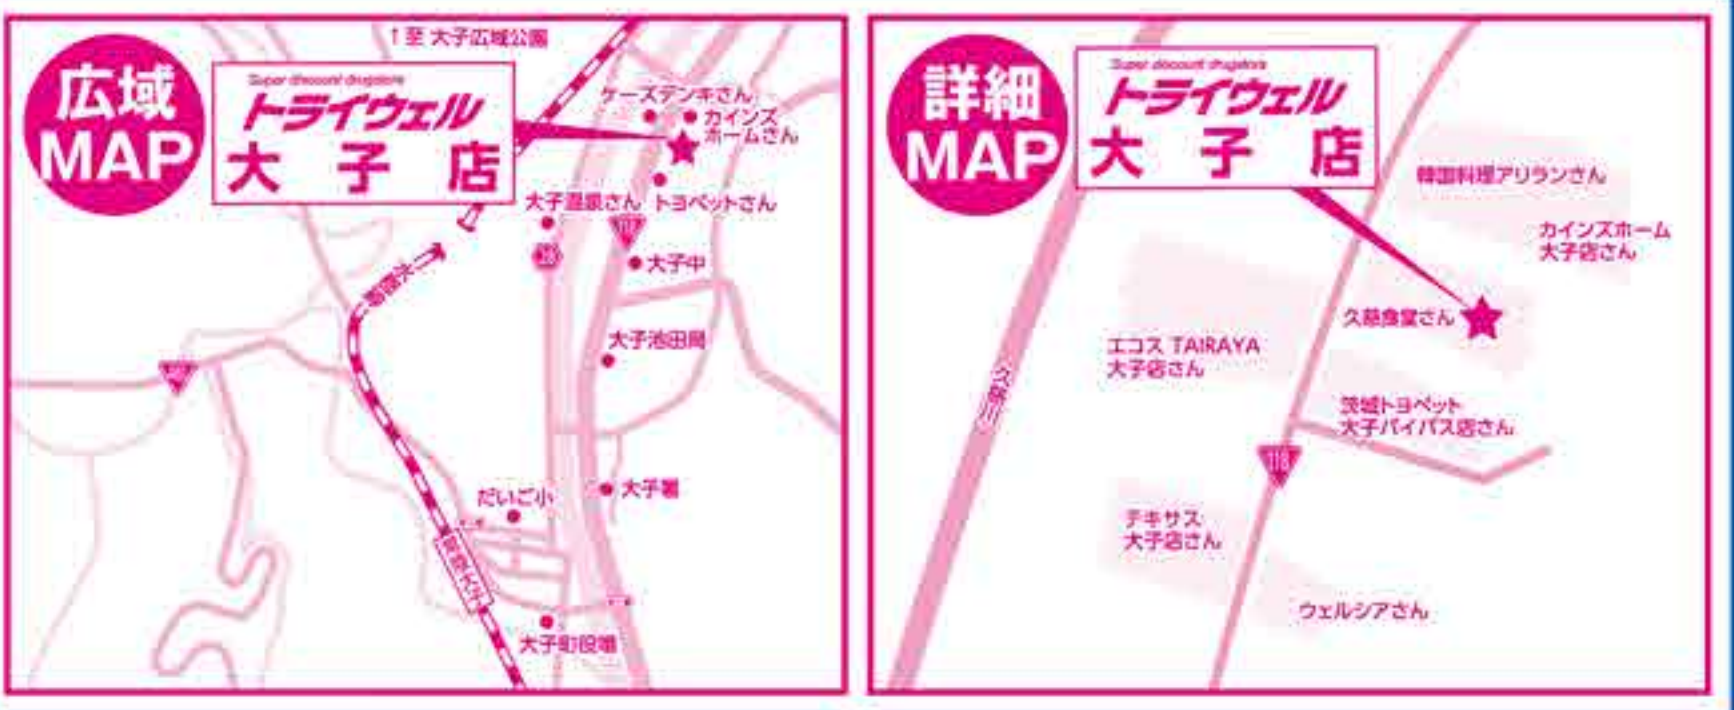 広域
MAP
↑至 大子広域公園
Super discount drugstore
トライウェル
大子店
ケーズデンキさん
カインズ
ホームさん
大子温泉さん
トヨペットさん
大子中
水郡線
大子池田局
だいご小
大子署
大子町役場
詳細
MAP
Super discount drugstore
トライウェル
大子店
韓国料理アリランさん
カインズホーム
大子店さん
久慈食堂さん
エコス TAIRAYA
大子店さん
久慈川
茨城トヨペット
大子バイパス店さん
118
テキサス
大子店さん
ウェルシアさん